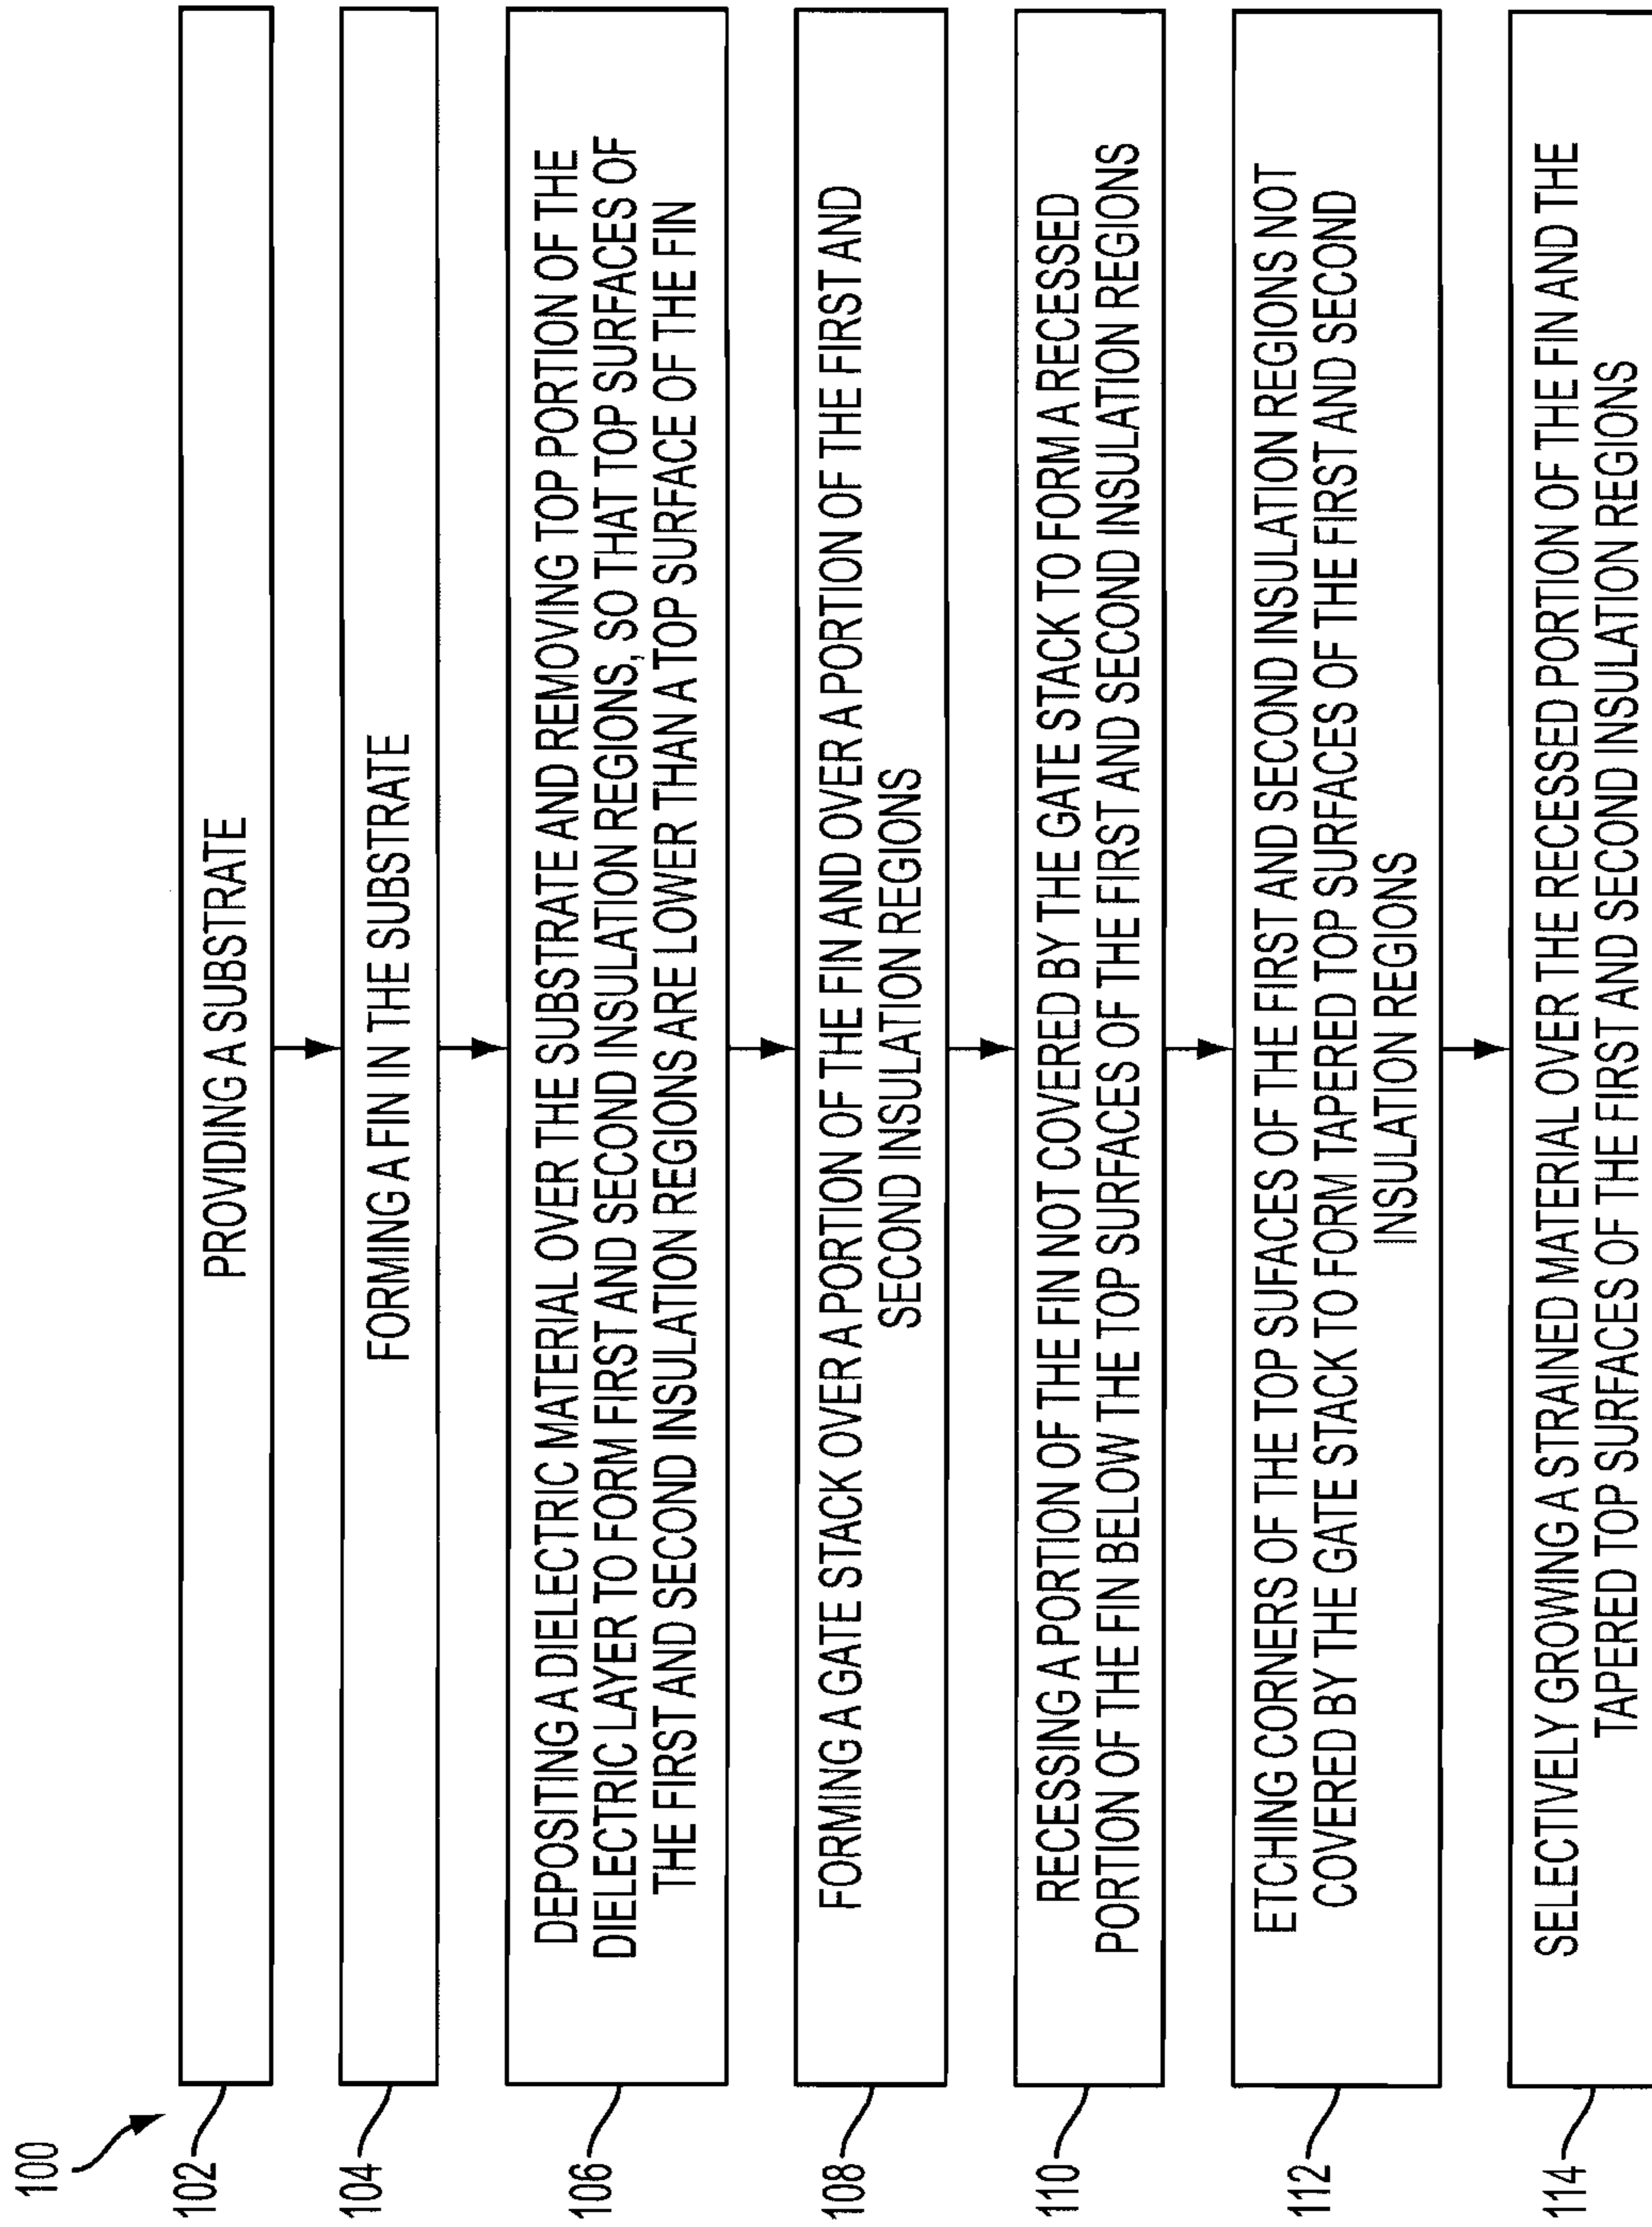 100
102
PROVIDING A SUBSTRATE
104
FORMING A FIN IN THE SUBSTRATE
106
DEPOSITING A DIELECTRIC MATERIAL OVER THE SUBSTRATE AND REMOVING TOP PORTION OF THE
DIELECTRIC LAYER TO FORM FIRST AND SECOND INSULATION REGIONS, SO THAT TOP SURFACES OF
THE FIRST AND SECOND INSULATION REGIONS ARE LOWER THAN A TOP SURFACE OF THE FIN
108
FORMING A GATE STACK OVER A PORTION OF THE FIN AND OVER A PORTION OF THE FIRST AND
SECOND INSULATION REGIONS
110
RECESSING A PORTION OF THE FIN NOT COVERED BY THE GATE STACK TO FORM A RECESSED
PORTION OF THE FIN BELOW THE TOP SURFACES OF THE FIRST AND SECOND INSULATION REGIONS
112
ETCHING CORNERS OF THE TOP SUFACES OF THE FIRST AND SECOND INSULATION REGIONS NOT
COVERED BY THE GATE STACK TO FORM TAPERED TOP SURFACES OF THE FIRST AND SECOND
INSULATION REGIONS
114
SELECTIVELY GROWING A STRAINED MATERIAL OVER THE RECESSED PORTION OF THE FIN AND THE
TAPERED TOP SURFACES OF THE FIRST AND SECOND INSULATION REGIONS